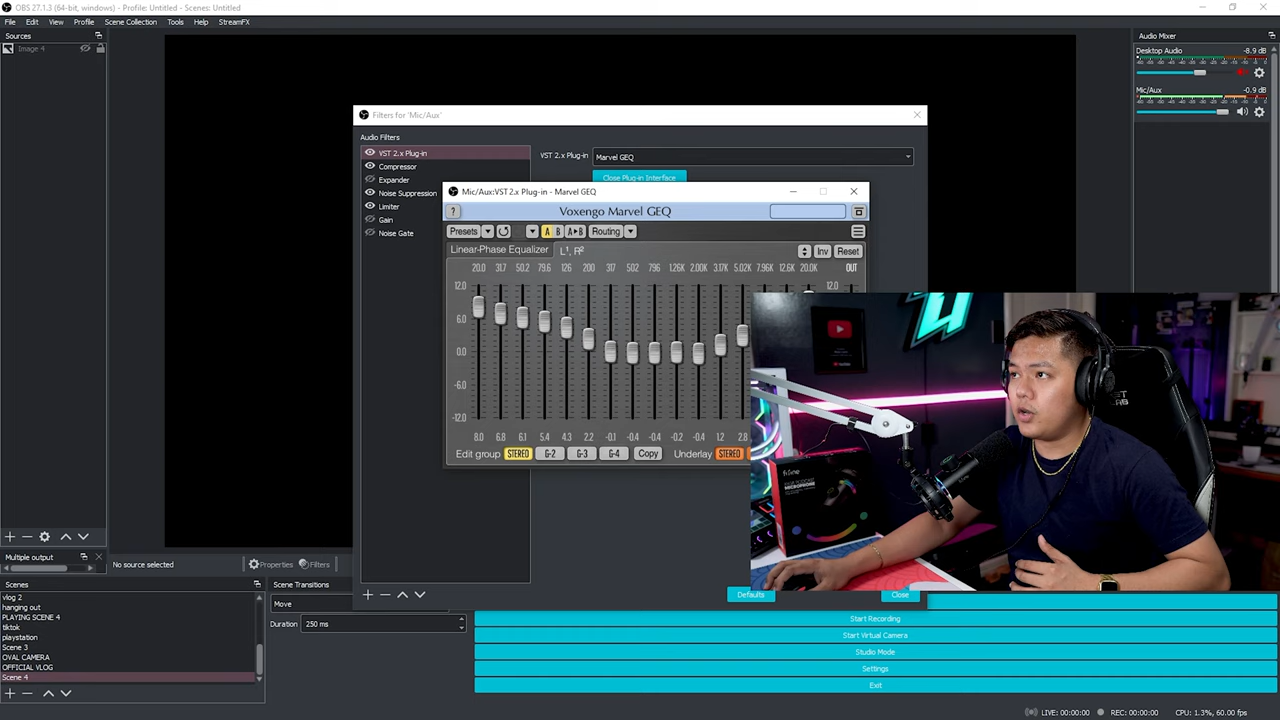 OBS 27.1.3 (64-bit, windows) - Profile: Untitled - Scenes: Untitled
File Edit View Profile Scene Collection Tools Help StreamFX
Sources
Image 4
Audio Mixer
Desktop Audio -8.9 dB
Mic/Aux -0.9 dB
Filters for 'Mic/Aux'
Audio Filters
VST 2.x Plug-in
Compressor
Expander
Noise Suppression
Limiter
Gain
Noise Gate
VST 2.x Plug-in Marvel GEQ
Close Plug-in Interface
Mic/Aux:VST 2.x Plug-in - Marvel GEQ
? Voxengo Marvel GEQ
Presets A B A▸B Routing
Linear-Phase Equalizer L¹, R² Inv Reset
20.0 31.7 50.2 79.6 126 200 317 502 796 1.26K 2.00K 3.17K 5.02K 7.96K 12.6K 20.0K OUT
12.0 12.0
6.0
0.0
-6.0
-12.0
8.0 6.8 6.1 5.4 4.3 2.2 -0.1 -0.4 -0.4 -0.2 -0.4 1.2 2.8
Edit group STEREO G-2 G-3 G-4 Copy Underlay STEREO
fifine
MICROPHONE
Defaults Close
Multiple output
No source selected
Properties Filters
Scenes
vlog 2
hanging out
PLAYING SCENE 4
tiktok
playstation
Scene 3
OVAL CAMERA
OFFICIAL VLOG
Scene 4
Scene Transitions
Move
Duration 250 ms
Start Recording
Start Virtual Camera
Studio Mode
Settings
Exit
LIVE: 00:00:00 REC: 00:00:00 CPU: 1.3%, 60.00 fps